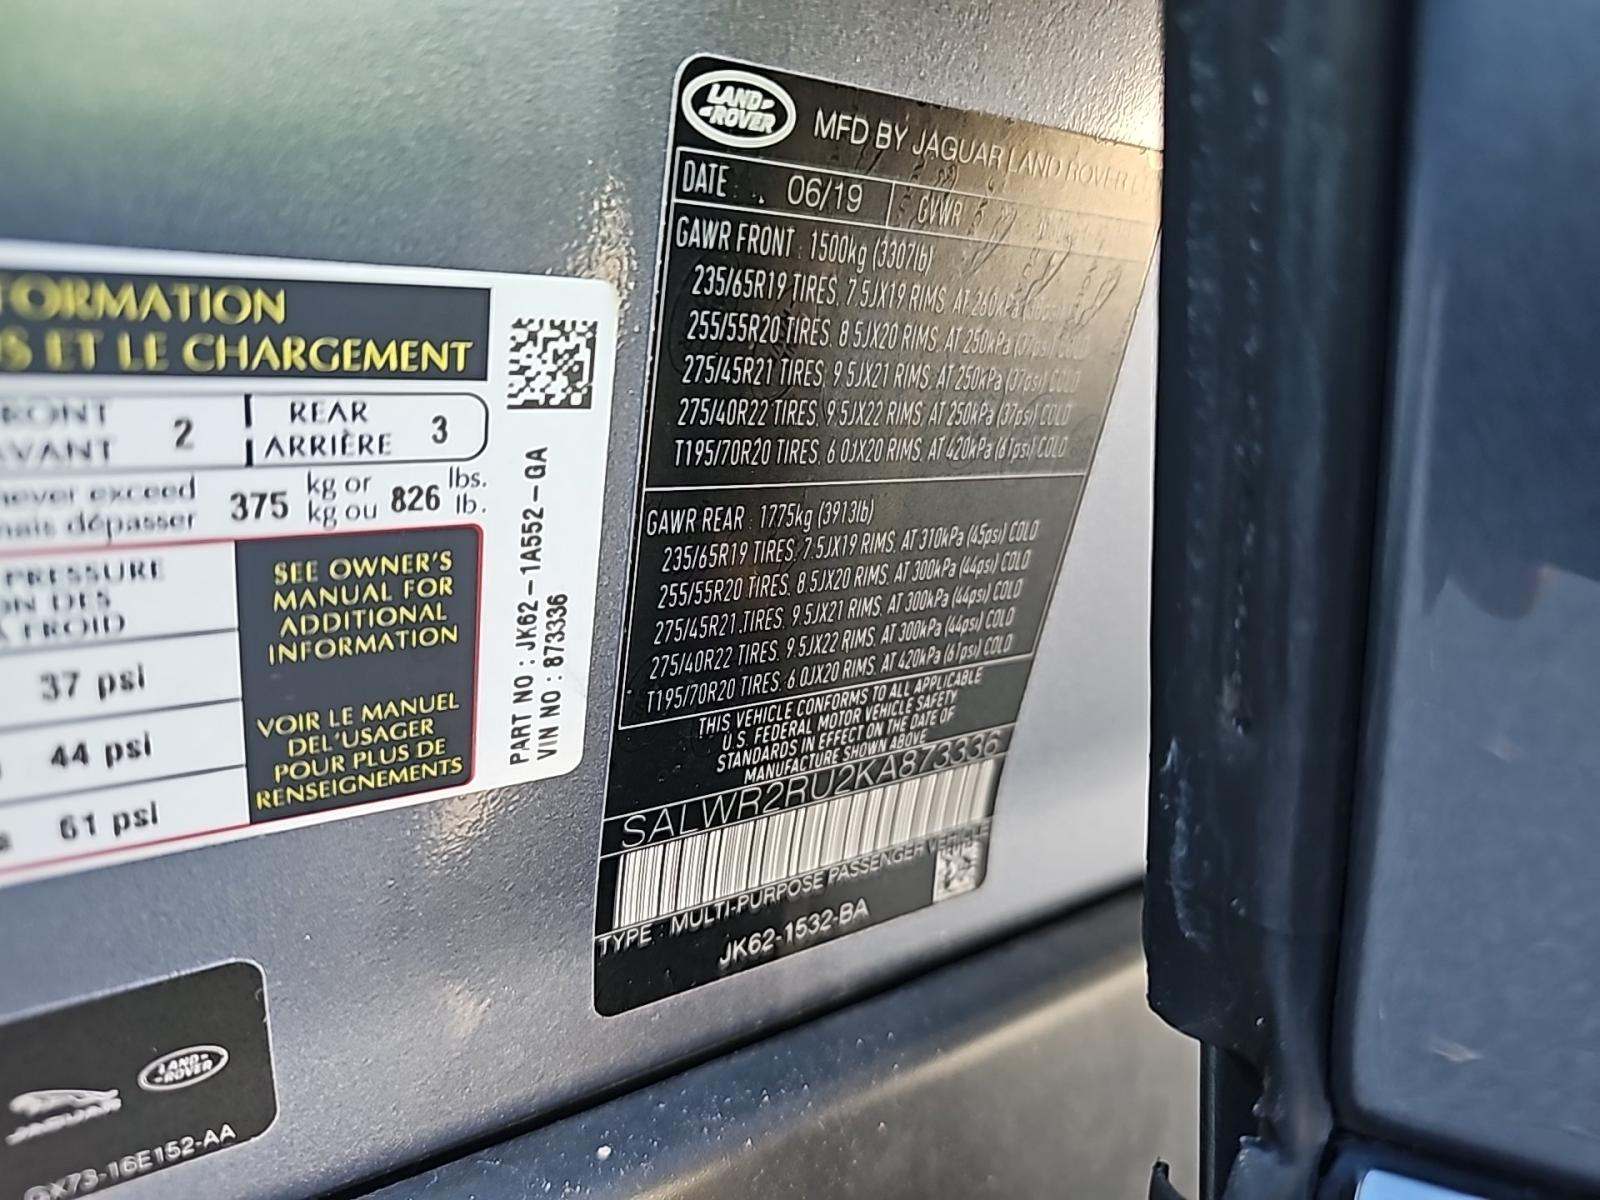 FORMATION
S ET LE CHARGEMENT
FRONT
AVANT
2
REAR
ARRIÈRE
3
never exceed
mais dépasser
375
kg or
kg ou
826
lbs.
lb.
PRESSURE
ON DES
À FROID
37 psi
44 psi
61 psi
SEE OWNER'S
MANUAL FOR
ADDITIONAL
INFORMATION
VOIR LE MANUEL
DEL'USAGER
POUR PLUS DE
RENSEIGNEMENTS
PART NO : JK62-1A552-GA
VIN NO : 873336
JAGUAR
LAND ROVER
GX73-16E152-AA
LAND
ROVER
MFD BY JAGUAR LAND ROVER
DATE : 06/19 GVWR
GAWR FRONT : 1500kg (3307lb)
235/65R19 TIRES, 7.5JX19 RIMS, AT 260kPa
255/55R20 TIRES, 8.5JX20 RIMS, AT 250kPa (37psi) COLD
275/45R21 TIRES, 9.5JX21 RIMS, AT 250kPa (37psi) COLD
275/40R22 TIRES, 9.5JX22 RIMS, AT 250kPa (37psi) COLD
T195/70R20 TIRES, 6.0JX20 RIMS, AT 420kPa (61psi) COLD
GAWR REAR : 1775kg (3913lb)
235/65R19 TIRES, 7.5JX19 RIMS, AT 310kPa (45psi) COLD
255/55R20 TIRES, 8.5JX20 RIMS, AT 300kPa (44psi) COLD
275/45R21 TIRES, 9.5JX21 RIMS, AT 300kPa (44psi) COLD
275/40R22 TIRES, 9.5JX22 RIMS, AT 300kPa (44psi) COLD
T195/70R20 TIRES, 6.0JX20 RIMS, AT 420kPa (61psi) COLD
THIS VEHICLE CONFORMS TO ALL APPLICABLE
U.S. FEDERAL MOTOR VEHICLE SAFETY
STANDARDS IN EFFECT ON THE DATE OF
MANUFACTURE SHOWN ABOVE
SALWR2RU2KA873336
TYPE : MULTI-PURPOSE PASSENGER VEHICLE
JK62-1532-BA